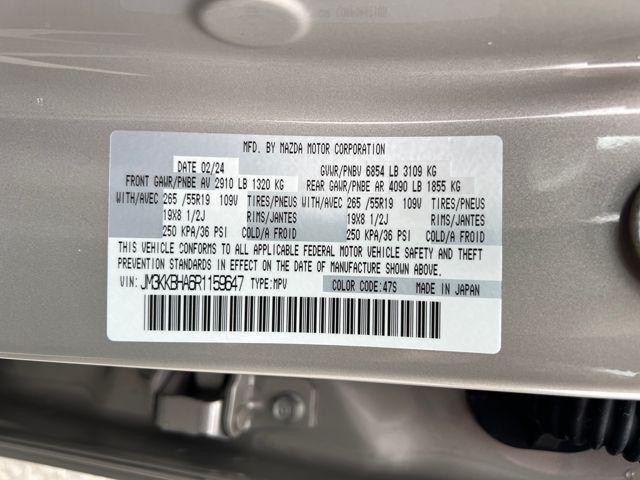 MFD. BY MAZDA MOTOR CORPORATION
DATE 02/24 GVWR/PNBV 6854 LB 3109 KG
FRONT GAWR/PNBE AV 2910 LB 1320 KG REAR GAWR/PNBE AR 4090 LB 1855 KG
WITH/AVEC 265 /55R19 109V TIRES/PNEUS WITH/AVEC 265 /55R19 109V TIRES/PNEUS
19X8 1/2J RIMS/JANTES 19X8 1/2J RIMS/JANTES
250 KPA/36 PSI COLD/A FROID 250 KPA/36 PSI COLD/A FROID
THIS VEHICLE CONFORMS TO ALL APPLICABLE FEDERAL MOTOR VEHICLE SAFETY AND THEFT
PREVENTION STANDARDS IN EFFECT ON THE DATE OF MANUFACTURE SHOWN ABOVE.
VIN: JM3KKBHA6R1159647 TYPE:MPV COLOR CODE:47S MADE IN JAPAN